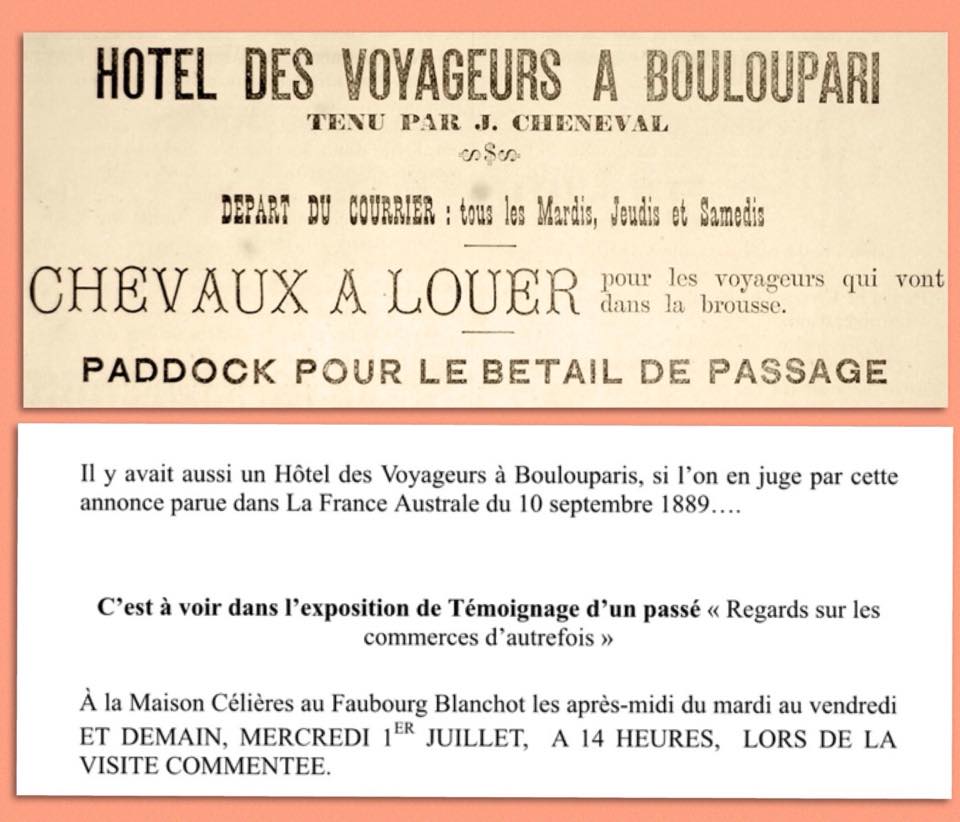 HOTEL DES VOYAGEURS A BOULOUPARI
TENU PAR J. CHENEVAL
DEPART DU COURRIER : tous les Mardis, Jeudis et Samedis
CHEVAUX A LOUER pour les voyageurs qui vont
dans la brousse.
PADDOCK POUR LE BETAIL DE PASSAGE
Il y avait aussi un Hôtel des Voyageurs à Boulouparis, si l’on en juge par cette
annonce parue dans La France Australe du 10 septembre 1889….
C’est à voir dans l’exposition de Témoignage d’un passé « Regards sur les
commerces d’autrefois »
À la Maison Célières au Faubourg Blanchot les après-midi du mardi au vendredi
ET DEMAIN, MERCREDI 1ER JUILLET, A 14 HEURES, LORS DE LA
VISITE COMMENTEE.